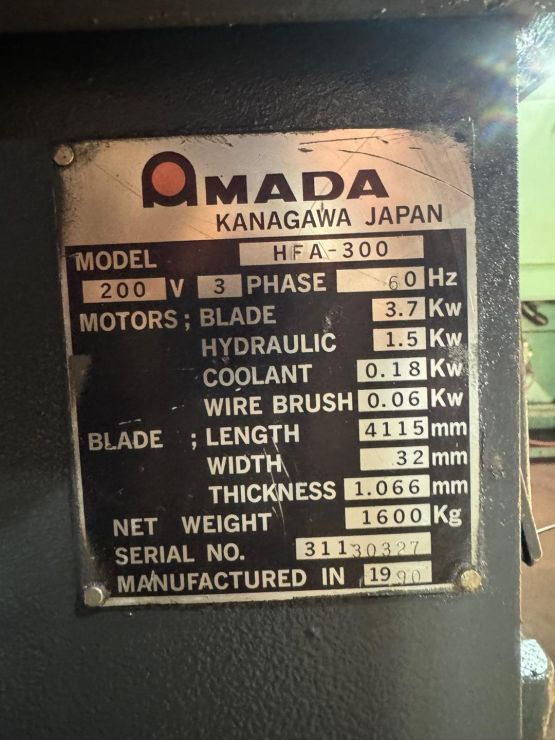 AMADA
KANAGAWA JAPAN
MODEL HFA-300
200 V 3 PHASE 60 Hz
MOTORS; BLADE 3.7 Kw
HYDRAULIC 1.5 Kw
COOLANT 0.18 Kw
WIRE BRUSH 0.06 Kw
BLADE ; LENGTH 4115 mm
WIDTH 32 mm
THICKNESS 1.066 mm
NET WEIGHT 1600 Kg
SERIAL NO. 31130327
MANUFACTURED IN 1990